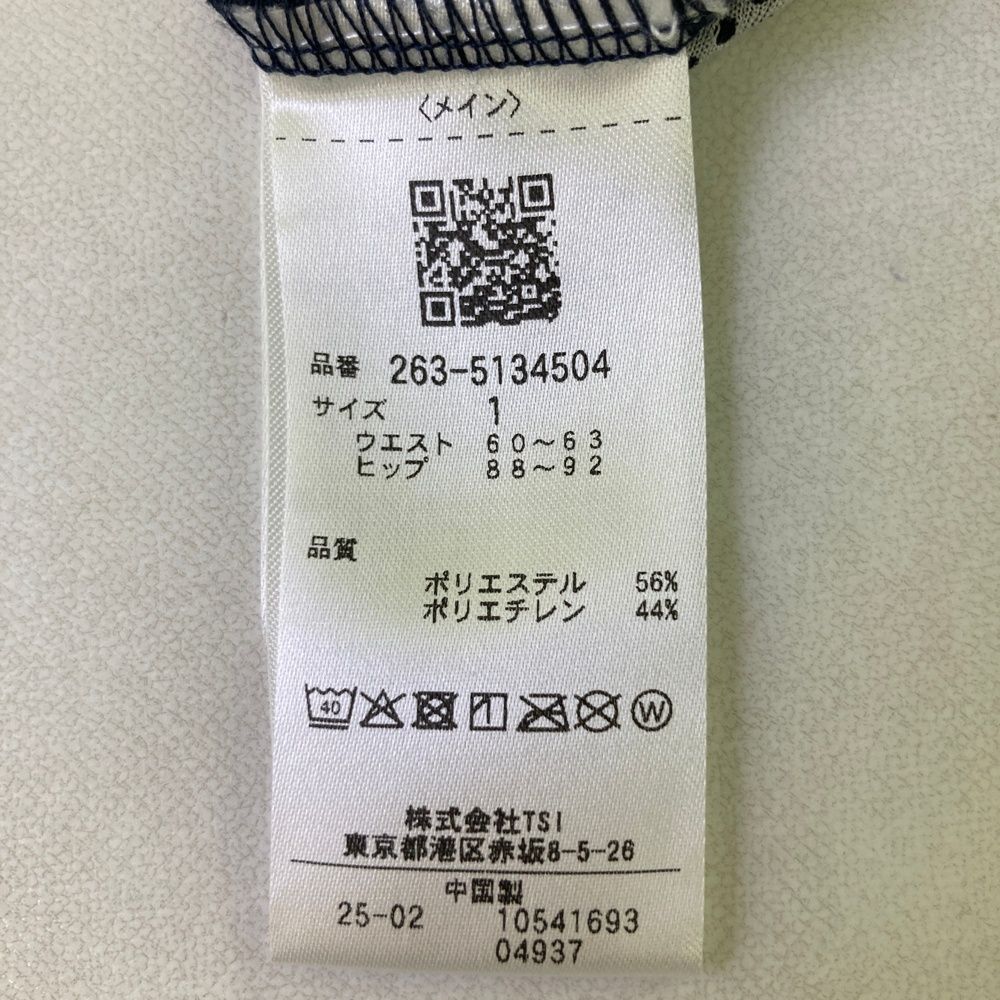 〈メイン〉
品番 263-5134504
サイズ 1
ウエスト 60～63
ヒップ 88～92
品質
ポリエステル 56%
ポリエチレン 44%
40
W
株式会社TSI
東京都港区赤坂8-5-26
中国製
25-02 10541693
04937